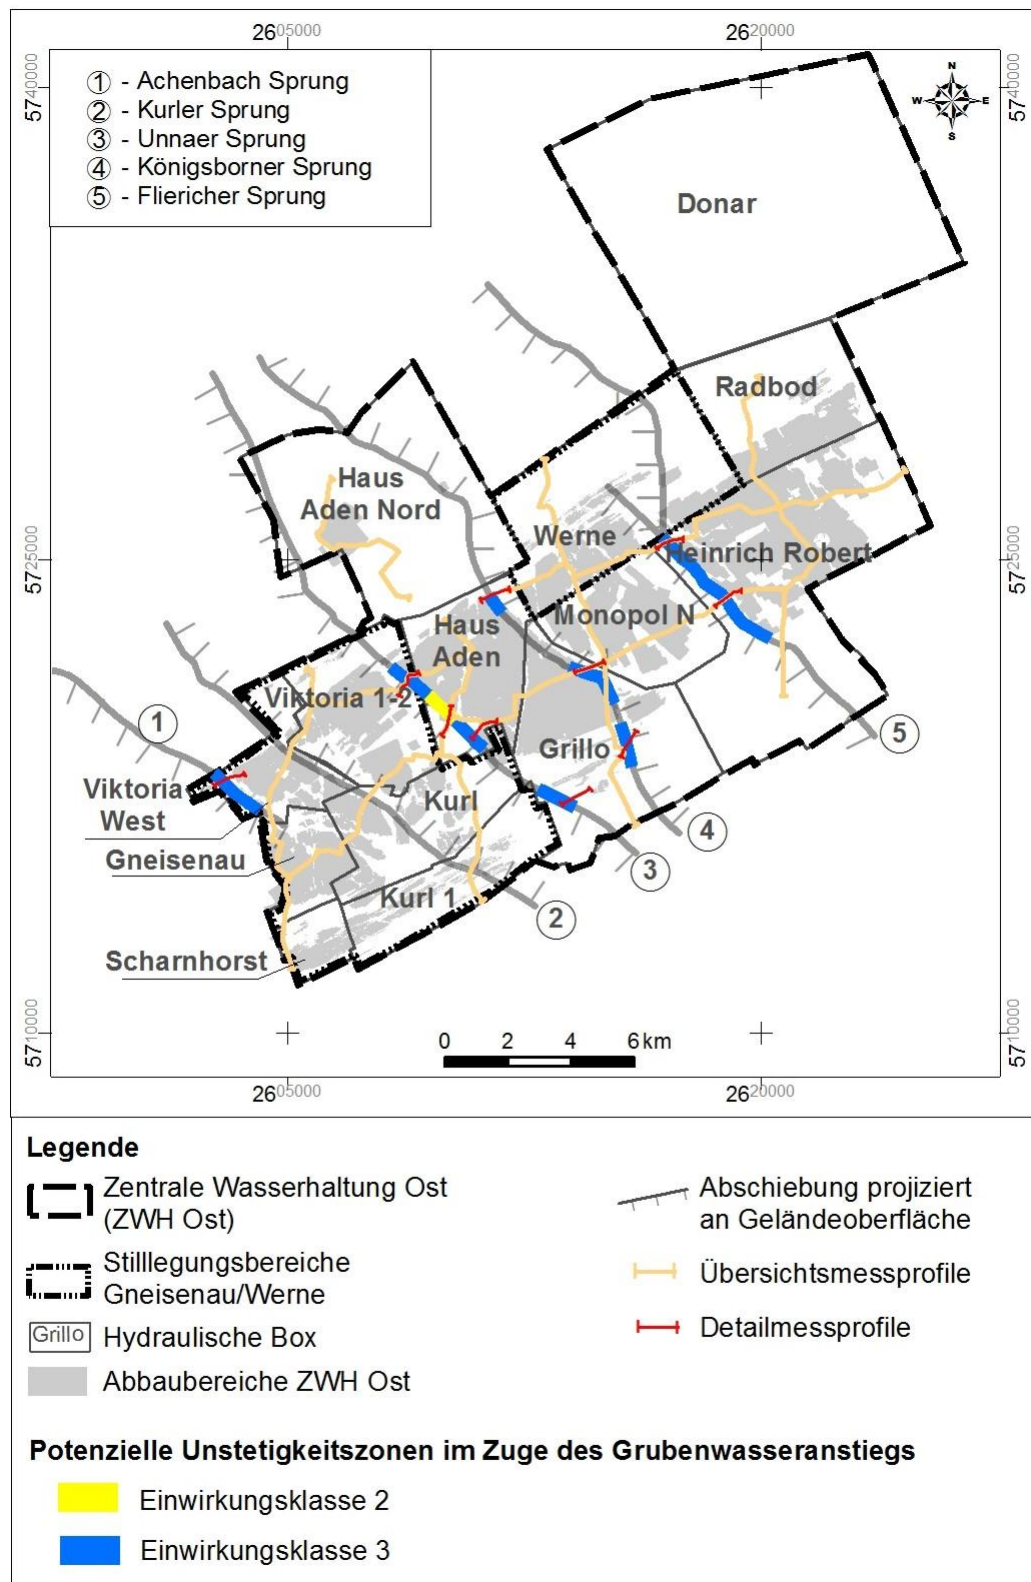 2605000
2620000
5740000
5740000
① - Achenbach Sprung
② - Kurler Sprung
③ - Unnaer Sprung
④ - Königsborner Sprung
⑤ - Fliericher Sprung
N
W
E
S
Donar
Radbod
Haus
Aden Nord
Werne
Heinrich Robert
5725000
5725000
Monopol N
Haus
Aden
Viktoria 1-2
①
Grillo
⑤
Viktoria
West
Kurl
④
Gneisenau
③
Kurl 1
②
Scharnhorst
5710000
5710000
0 2 4 6 km
2605000
2620000
Legende
Zentrale Wasserhaltung Ost
(ZWH Ost)
Stilllegungsbereiche
Gneisenau/Werne
Grillo Hydraulische Box
Abbaubereiche ZWH Ost
Abschiebung projiziert
an Geländeoberfläche
Übersichtsmessprofile
Detailmessprofile
Potenzielle Unstetigkeitszonen im Zuge des Grubenwasseranstiegs
Einwirkungsklasse 2
Einwirkungsklasse 3